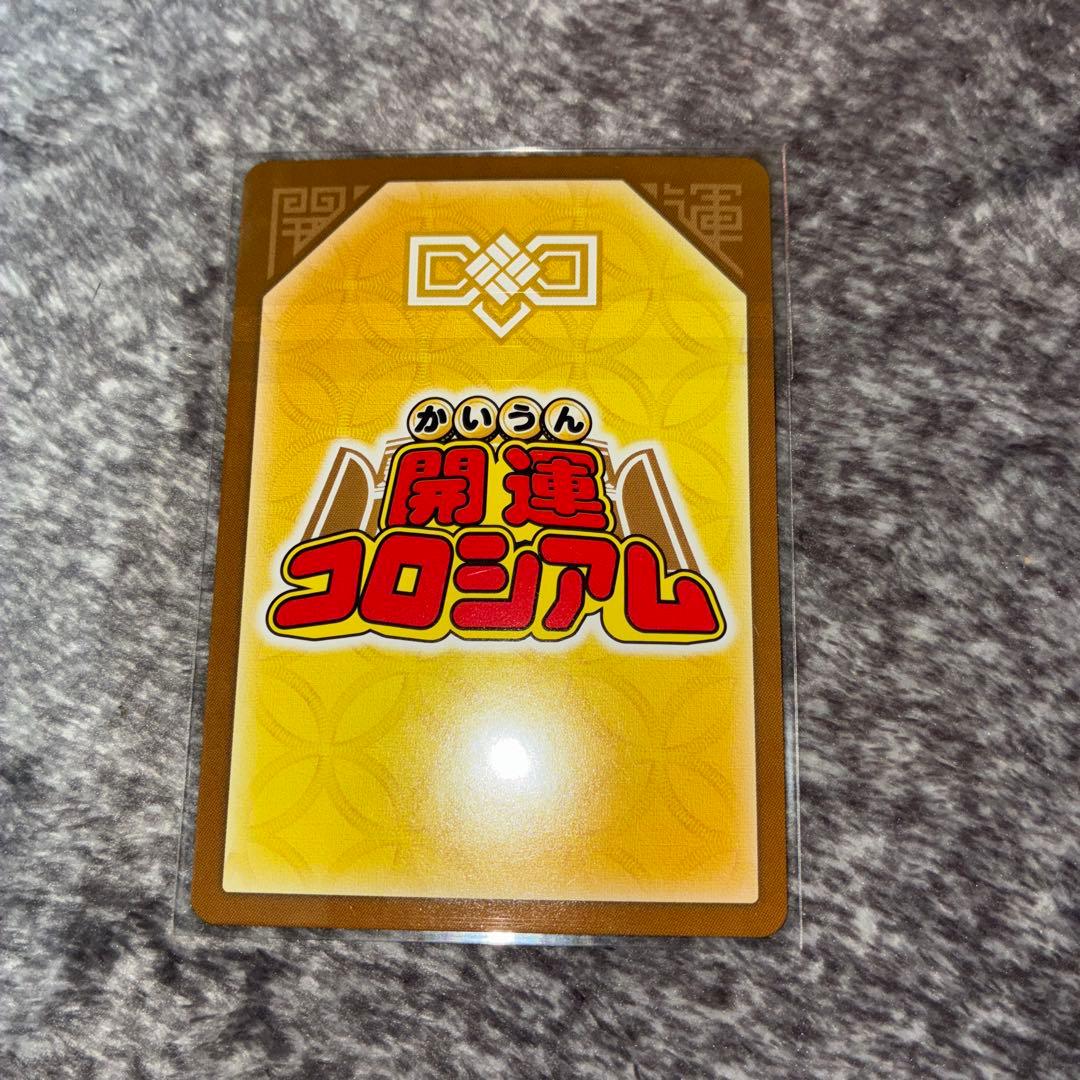 開 運
かいうん
開運
コロシアム